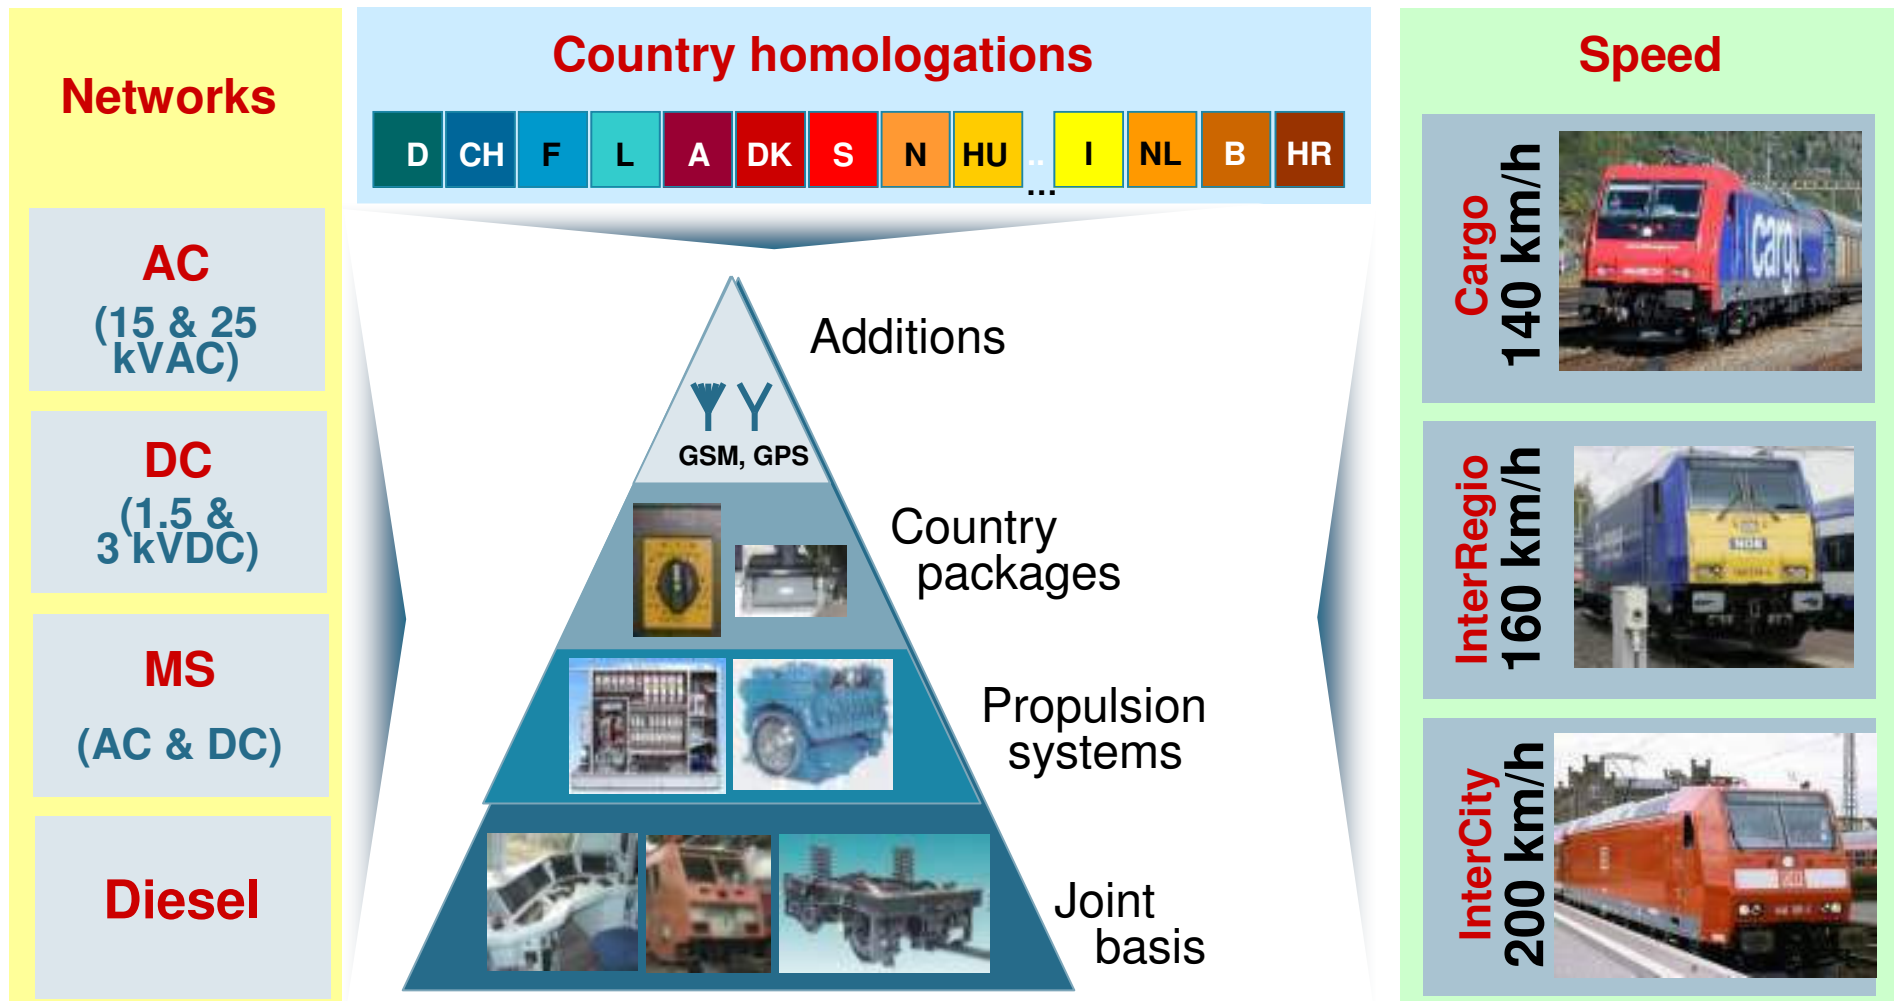 Networks
AC
(15 & 25
kVAC)
DC
(1.5 &
3 kVDC)
MS
(AC & DC)
Diesel
Country homologations
D CH F L A DK S N HU .. ... I NL B HR
Additions
GSM, GPS
Country
packages
Propulsion
systems
Joint
basis
Speed
Cargo
140 km/h
cargo
InterRegio
160 km/h
InterCity
200 km/h